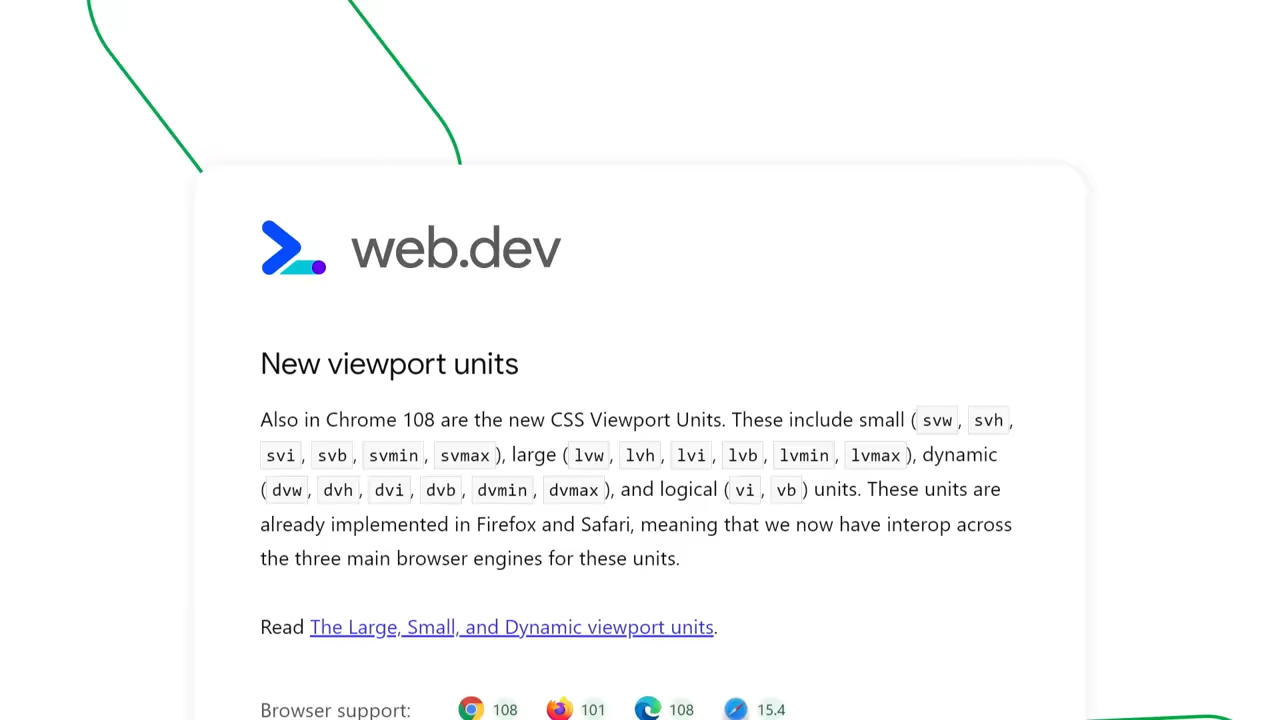 web.dev
New viewport units
Also in Chrome 108 are the new CSS Viewport Units. These include small (svw, svh,
svi, svb, svmin, svmax), large (lvw, lvh, lvi, lvb, lvmin, lvmax), dynamic
(dvw, dvh, dvi, dvb, dvmin, dvmax), and logical (vi, vb) units. These units are
already implemented in Firefox and Safari, meaning that we now have interop across
the three main browser engines for these units.
Read The Large, Small, and Dynamic viewport units.
Browser support: 108 101 108 15.4